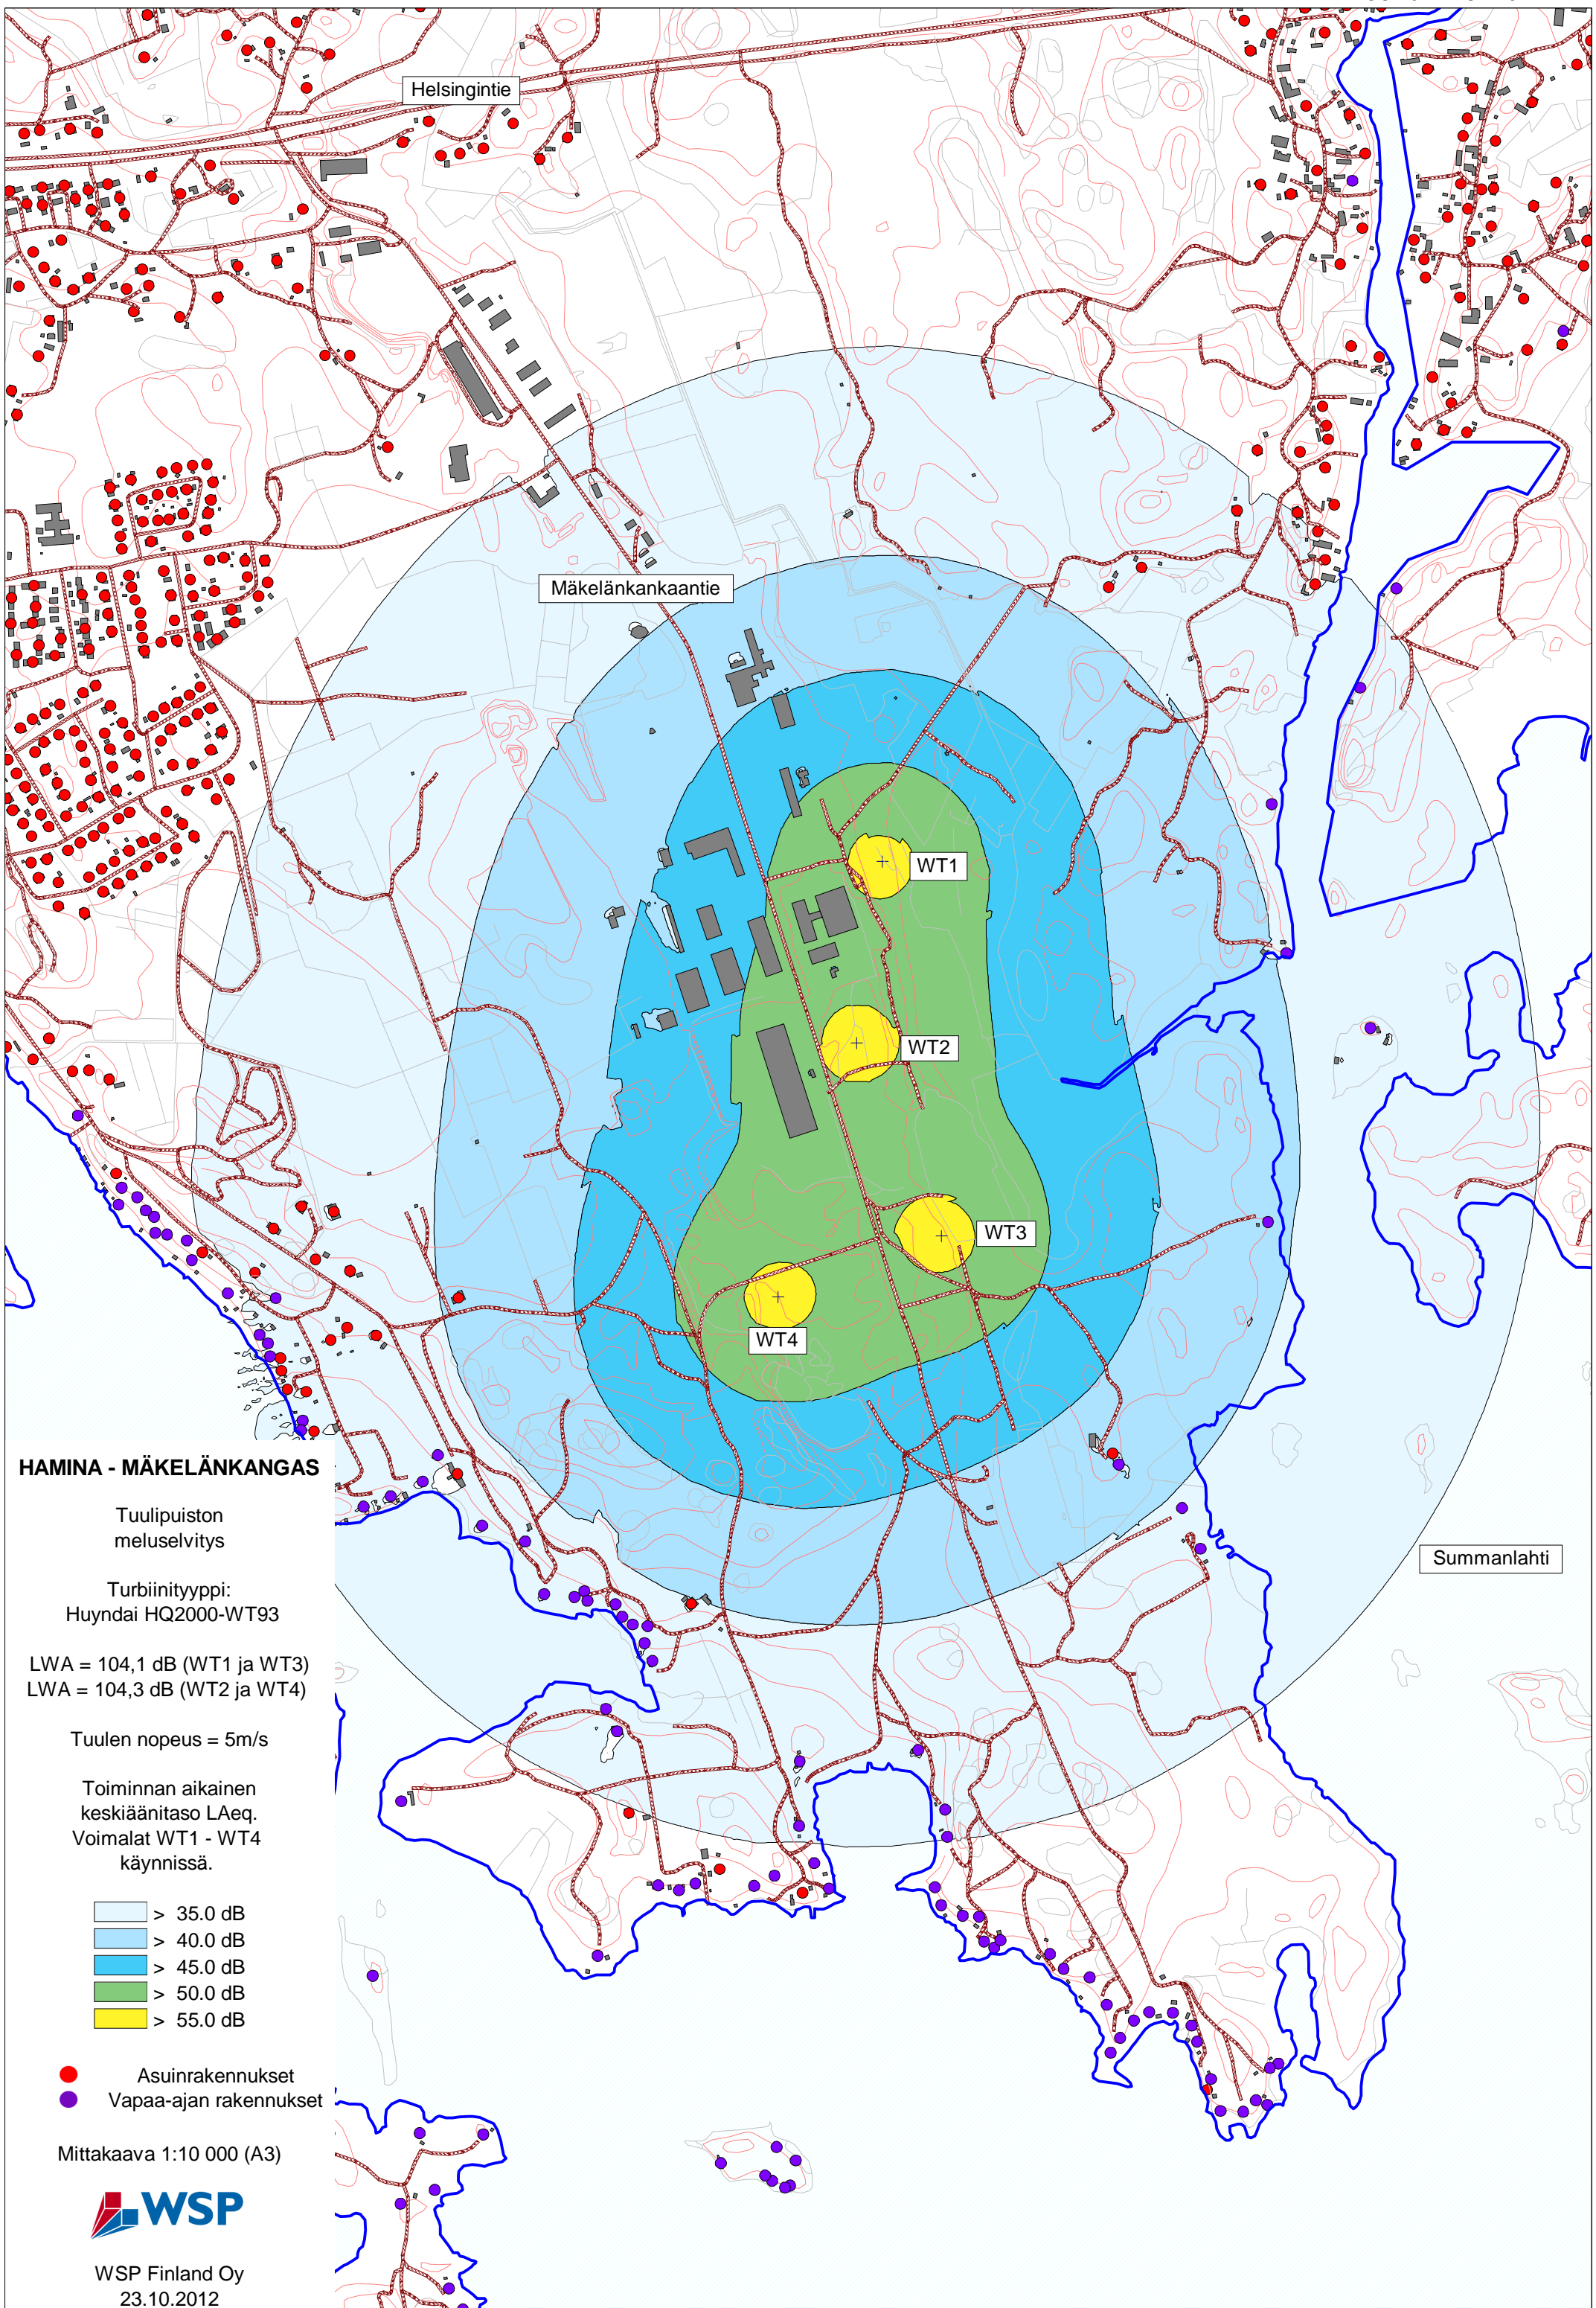 Helsingintie
Mäkelänkankaantie
WT1
WT2
WT3
WT4
Summanlahti
HAMINA - MÄKELÄNKANGAS
Tuulipuiston
meluselvitys
Turbiinityyppi:
Huyndai HQ2000-WT93
LWA = 104,1 dB (WT1 ja WT3)
LWA = 104,3 dB (WT2 ja WT4)
Tuulen nopeus = 5m/s
Toiminnan aikainen
keskiäänitaso LAeq.
Voimalat WT1 - WT4
käynnissä.
> 35.0 dB
> 40.0 dB
> 45.0 dB
> 50.0 dB
> 55.0 dB
Asuinrakennukset
Vapaa-ajan rakennukset
Mittakaava 1:10 000 (A3)
WSP
WSP Finland Oy
23.10.2012